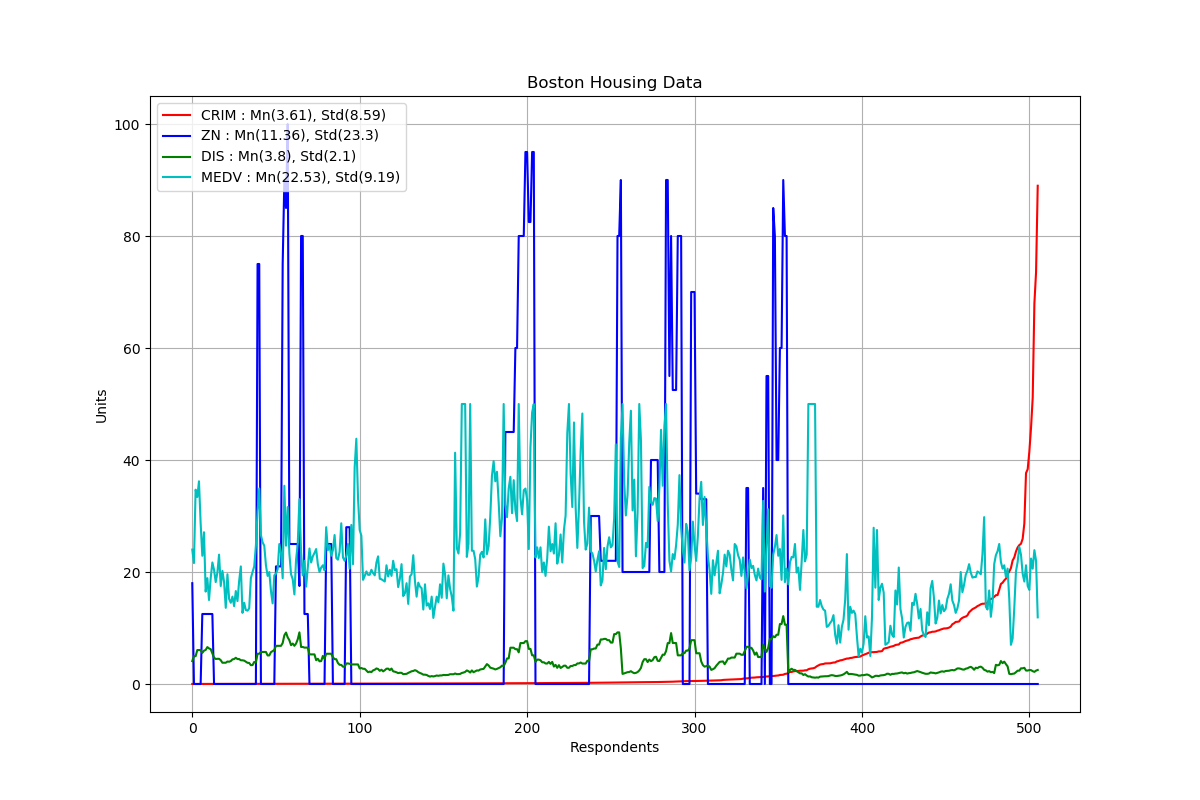 Boston Housing Data
CRIM : Mn(3.61), Std(8.59)
ZN : Mn(11.36), Std(23.3)
DIS : Mn(3.8), Std(2.1)
MEDV : Mn(22.53), Std(9.19)
100
80
60
40
20
0
Units
0 100 200 300 400 500
Respondents